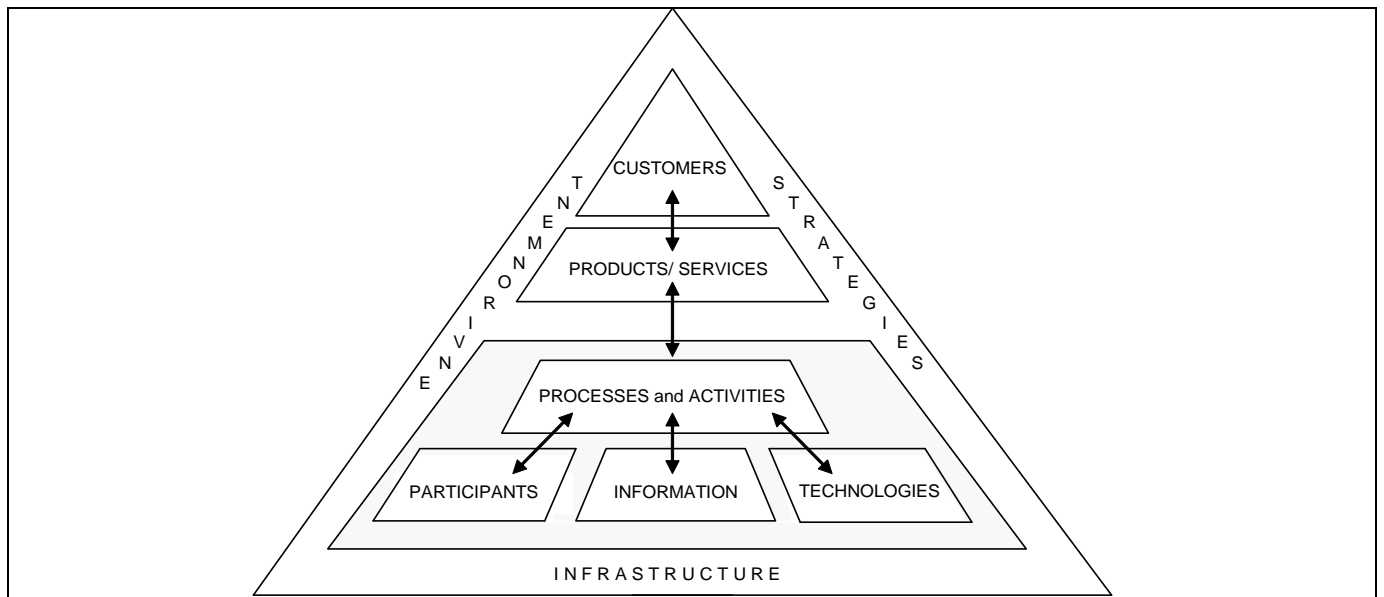 CUSTOMERS
ENVIRONMENT
STRATEGIES
PRODUCTS/ SERVICES
PROCESSES and ACTIVITIES
PARTICIPANTS
INFORMATION
TECHNOLOGIES
INFRASTRUCTURE